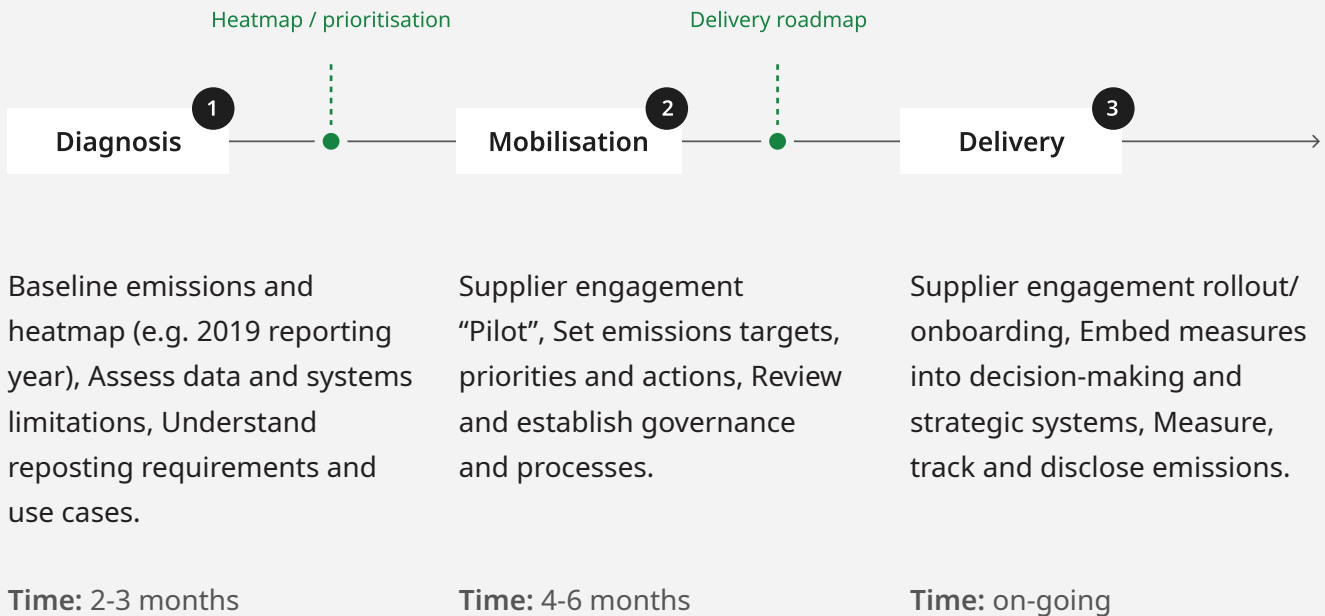 Heatmap / prioritisation
Delivery roadmap
1
Diagnosis
2
Mobilisation
3
Delivery
Baseline emissions and
heatmap (e.g. 2019 reporting
year), Assess data and systems
limitations, Understand
reposting requirements and
use cases.
Time: 2-3 months
Supplier engagement
“Pilot”, Set emissions targets,
priorities and actions, Review
and establish governance
and processes.
Time: 4-6 months
Supplier engagement rollout/
onboarding, Embed measures
into decision-making and
strategic systems, Measure,
track and disclose emissions.
Time: on-going